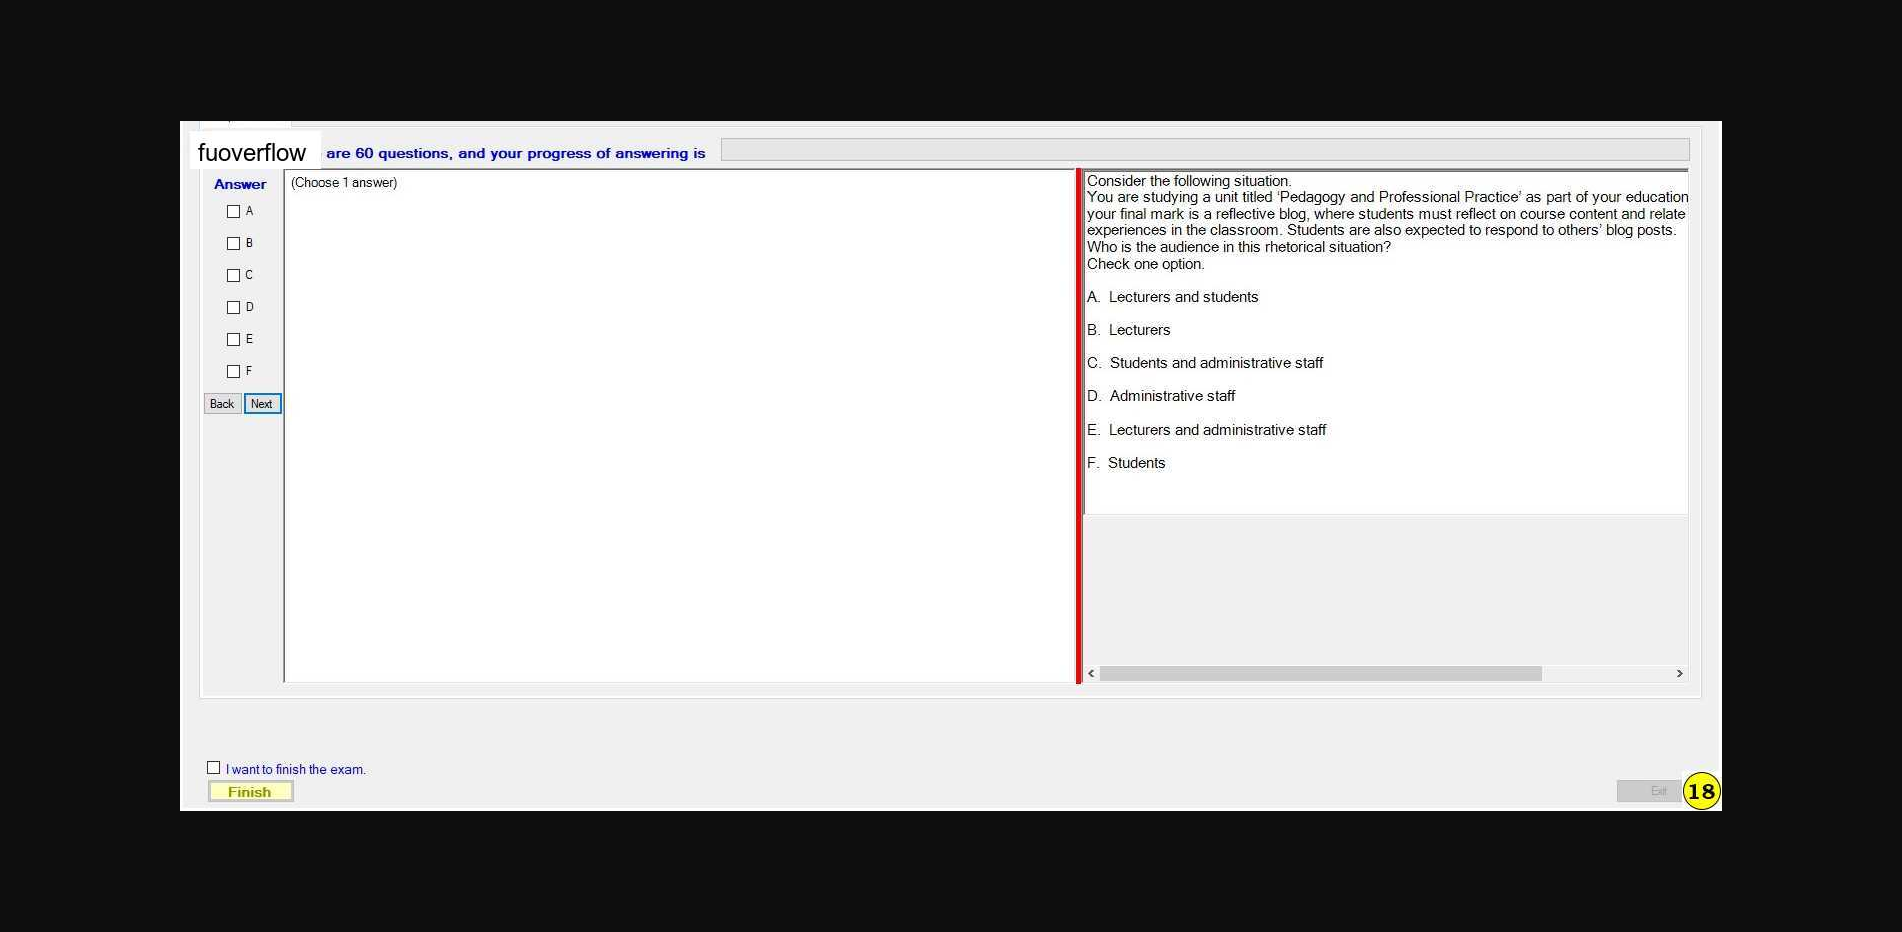 fuoverflow are 60 questions, and your progress of answering is
Answer
A
B
C
D
E
F
Back Next
(Choose 1 answer)
Consider the following situation.
You are studying a unit titled ‘Pedagogy and Professional Practice’ as part of your education
your final mark is a reflective blog, where students must reflect on course content and relate
experiences in the classroom. Students are also expected to respond to others’ blog posts.
Who is the audience in this rhetorical situation?
Check one option.
A. Lecturers and students
B. Lecturers
C. Students and administrative staff
D. Administrative staff
E. Lecturers and administrative staff
F. Students
I want to finish the exam.
Finish
Exit
18